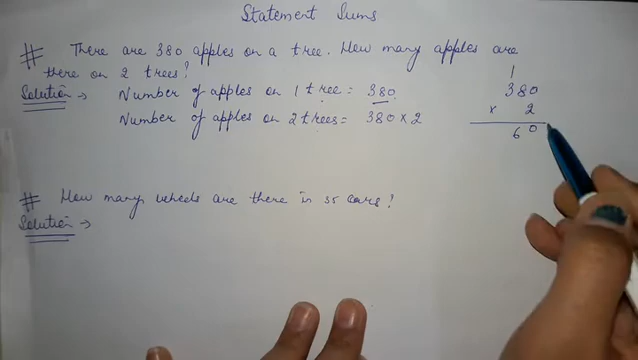 Statement Sums
# There are 380 apples on a tree. How many apples are
there on 2 trees?
Solution → Number of apples on 1 tree = 380
Number of apples on 2 trees = 380 x 2
1
380
x 2
60
# How many wheels are there in 35 cars?
Solution →